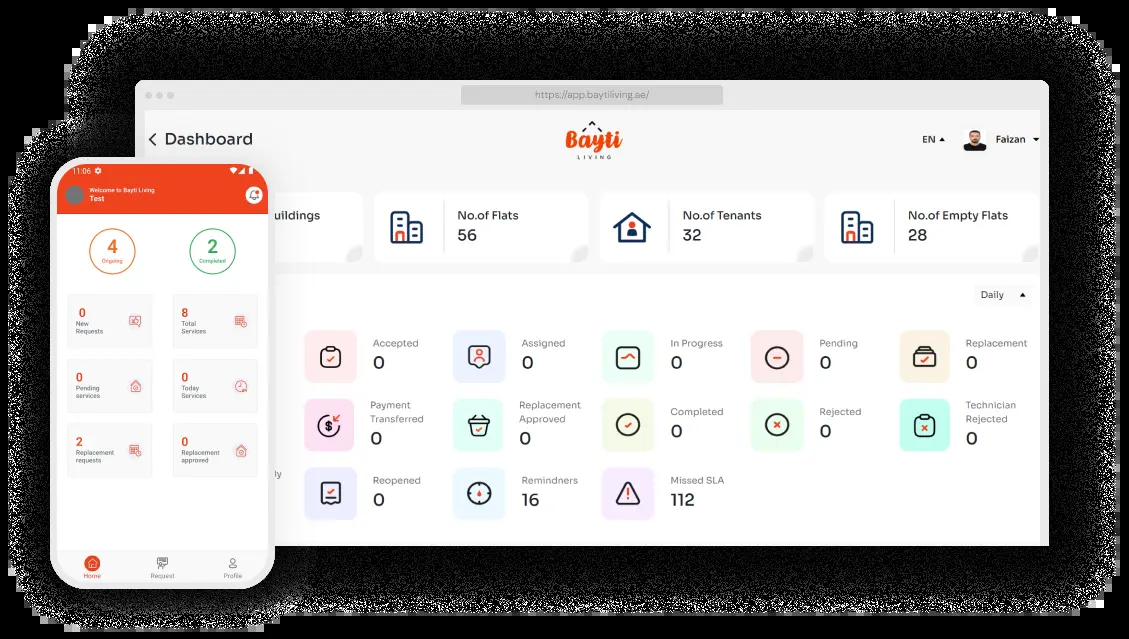 https://app.baytiliving.ae/
Dashboard
Bayti
LIVING
EN
Faizan
uildings
No.of Flats
56
No.of Tenants
32
No.of Empty Flats
28
Daily
Accepted
0
Assigned
0
In Progress
0
Pending
0
Replacement
0
Payment
Transferred
0
Replacement
Approved
0
Completed
0
Rejected
0
Technician
Rejected
0
ly
Reopened
0
Remindners
16
Missed SLA
112
11:06
Welcome to Bayti Living
Test
4
Ongoing
2
Completed
0
New
Requests
8
Total
Services
0
Pending
services
0
Today
Services
2
Replacement
requests
0
Replacement
approved
Home
Request
Profile